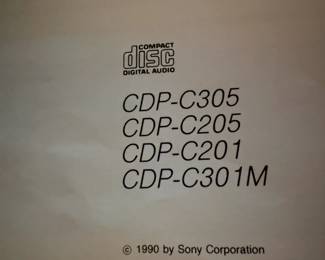 COMPACT
disc
DIGITAL AUDIO
CDP-C305
CDP-C205
CDP-C201
CDP-C301M
© 1990 by Sony Corporation